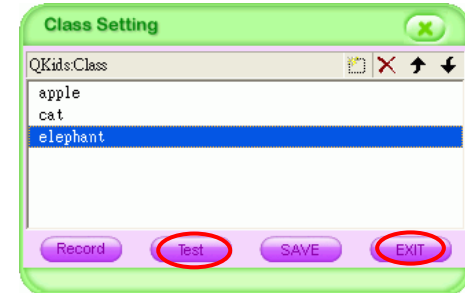 Class Setting
QKids:Class
apple
cat
elephant
Record Test SAVE EXIT